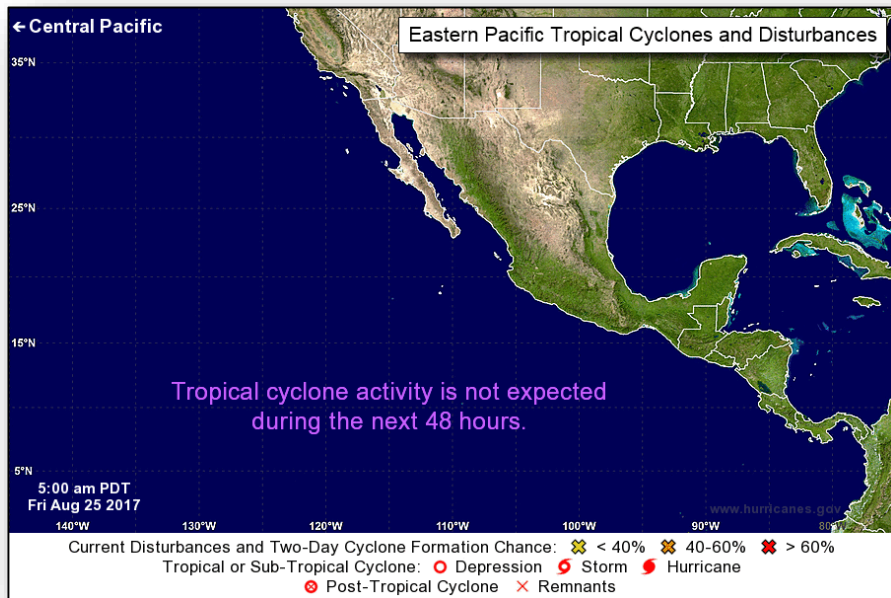 ← Central Pacific
Eastern Pacific Tropical Cyclones and Disturbances
35°N
25°N
15°N
Tropical cyclone activity is not expected
during the next 48 hours.
5°N
5:00 am PDT
Fri Aug 25 2017
www.hurricanes.gov
140°W 130°W 120°W 110°W 100°W 90°W 80°W
Current Disturbances and Two-Day Cyclone Formation Chance: < 40% 40-60% > 60%
Tropical or Sub-Tropical Cyclone: Depression Storm Hurricane
Post-Tropical Cyclone Remnants